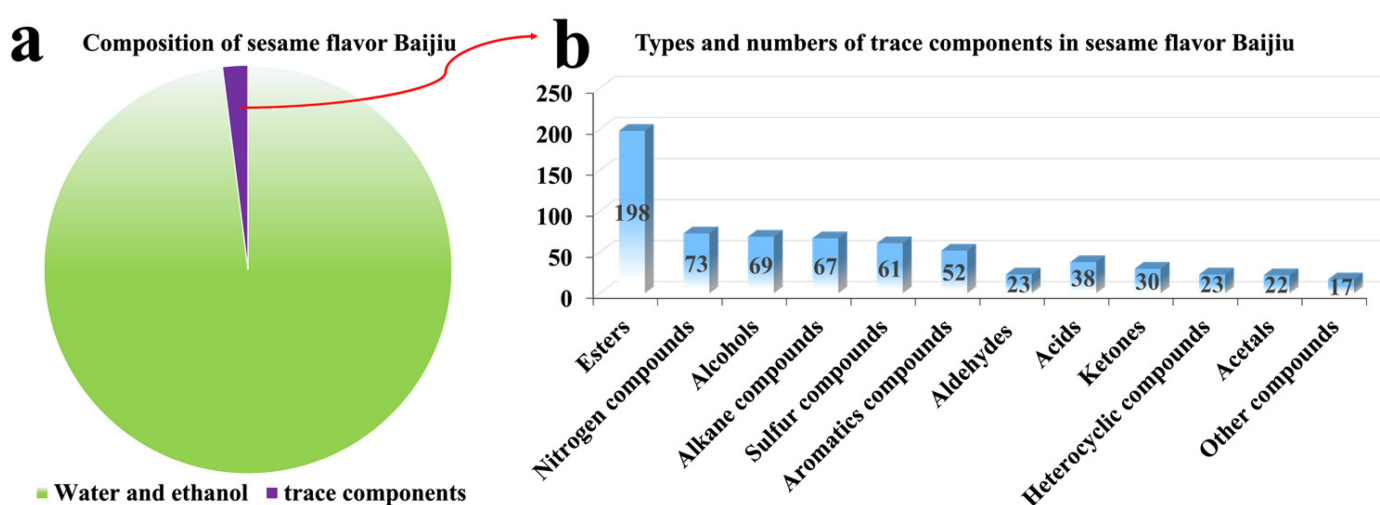 a
Composition of sesame flavor Baijiu
Water and ethanol
trace components
b
Types and numbers of trace components in sesame flavor Baijiu
250
200
150
100
50
0
198
73
69
67
61
52
23
38
30
23
22
17
Esters
Nitrogen compounds
Alcohols
Alkane compounds
Sulfur compounds
Aromatics compounds
Aldehydes
Acids
Ketones
Heterocyclic compounds
Acetals
Other compounds